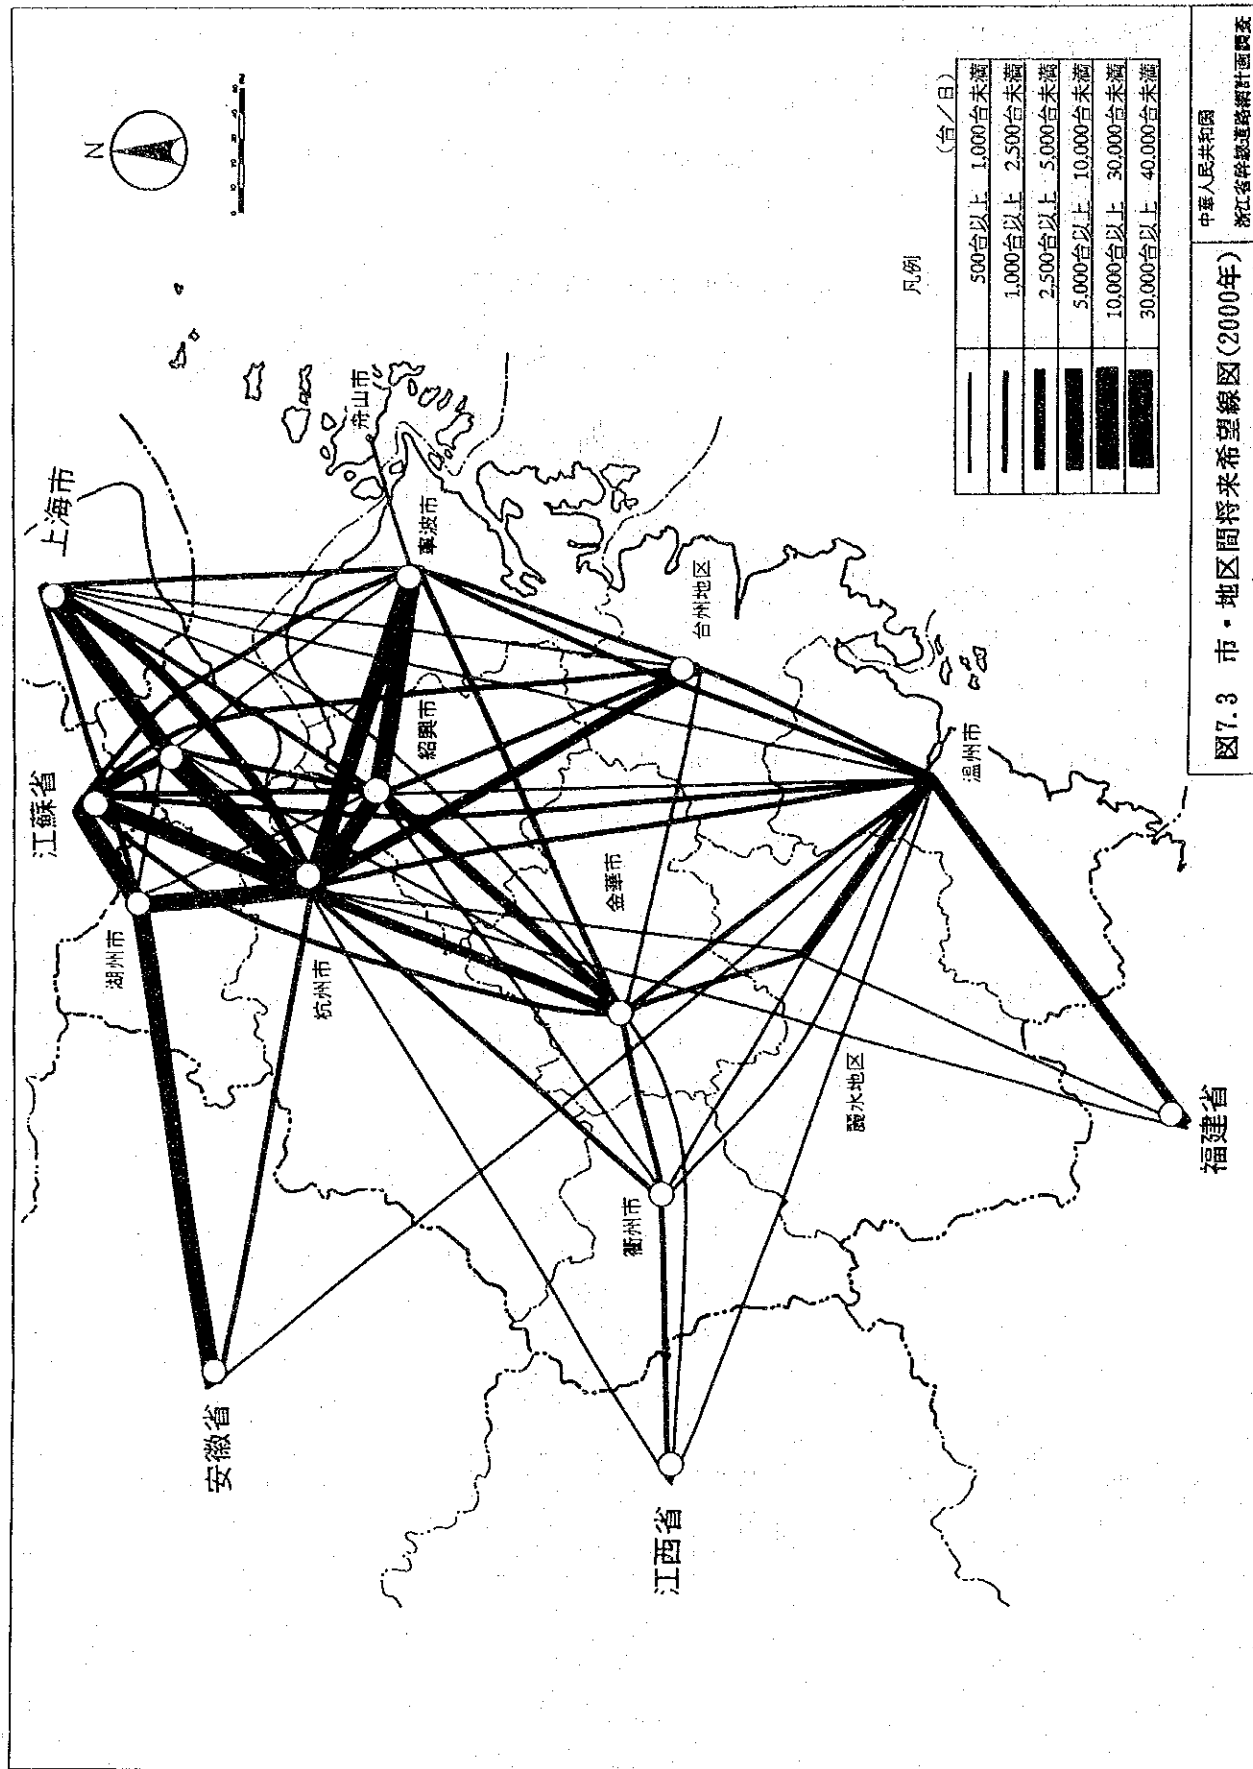 N
0 10 20 30 40 50
上海市
江蘇省
湖州市
杭州市
紹興市
寧波市
舟山市
安徽省
金華市
台州地区
衢州市
麗水地区
温州市
江西省
福建省
凡例
(台/日)
500台以上 1,000台未満
1,000台以上 2,500台未満
2,500台以上 5,000台未満
5,000台以上 10,000台未満
10,000台以上 30,000台未満
30,000台以上 40,000台未満
図7.3 市・地区間将来希望線図(2000年)
中華人民共和国
浙江省幹線道路網計画調査